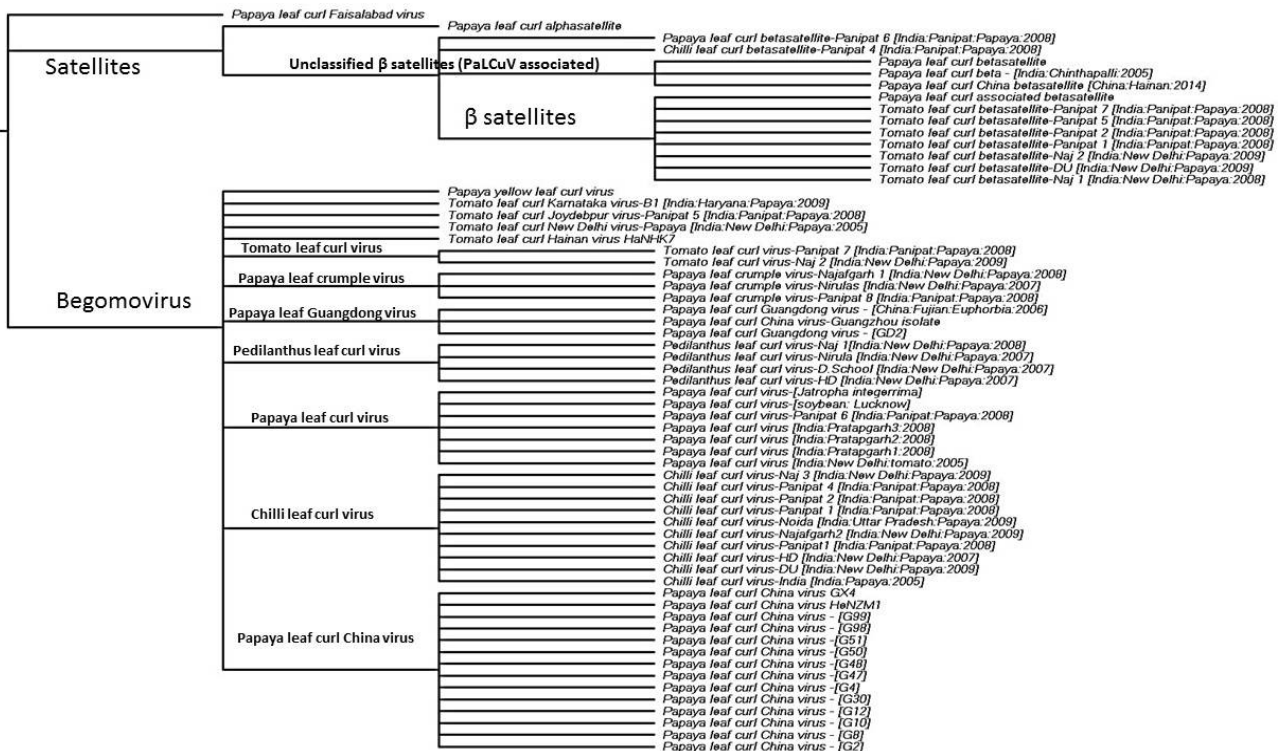 Papaya leaf curl Faisalabad virus
Papaya leaf curl alphasatellite
Papaya leaf curl betasatellite-Panipat 6 [India:Panipat:Papaya:2008]
Chilli leaf curl betasatellite-Panipat 4 [India:Panipat:Papaya:2008]
Satellites
Unclassified β satellites (PaLCuV associated)
Papaya leaf curl betasatellite
Papaya leaf curl beta - [India:Chinthapalli:2005]
Papaya leaf curl China betasatellite [China:Hainan:2014]
β satellites
Papaya leaf curl associated betasatellite
Tomato leaf curl betasatellite-Panipat 7 [India:Panipat:Papaya:2008]
Tomato leaf curl betasatellite-Panipat 5 [India:Panipat:Papaya:2008]
Tomato leaf curl betasatellite-Panipat 2 [India:Panipat:Papaya:2008]
Tomato leaf curl betasatellite-Panipat 1 [India:Panipat:Papaya:2008]
Tomato leaf curl betasatellite-Naj 2 [India:New Delhi:Papaya:2009]
Tomato leaf curl betasatellite-DU [India:New Delhi:Papaya:2009]
Tomato leaf curl betasatellite-Naj 1 [India:New Delhi:Papaya:2008]
Begomovirus
Papaya yellow leaf curl virus
Tomato leaf curl Karnataka virus-B1 [India:Haryana:Papaya:2009]
Tomato leaf curl Joydebpur virus-Panipat 5 [India:Panipat:Papaya:2008]
Tomato leaf curl New Delhi virus-Papaya [India:New Delhi:Papaya:2005]
Tomato leaf curl Hainan virus HaNHK7
Tomato leaf curl virus
Tomato leaf curl virus-Panipat 7 [India:Panipat:Papaya:2008]
Tomato leaf curl virus-Naj 2 [India:New Delhi:Papaya:2009]
Papaya leaf crumple virus
Papaya leaf crumple virus-Najafgarh 1 [India:New Delhi:Papaya:2008]
Papaya leaf crumple virus-Nirulas [India:New Delhi:Papaya:2007]
Papaya leaf crumple virus-Panipat 8 [India:Panipat:Papaya:2008]
Papaya leaf Guangdong virus
Papaya leaf curl Guangdong virus - [China:Fujian:Euphorbia:2006]
Papaya leaf curl China virus-Guangzhou isolate
Papaya leaf curl Guangdong virus - [GD2]
Pedilanthus leaf curl virus
Pedilanthus leaf curl virus-Naj 1[India:New Delhi:Papaya:2008]
Pedilanthus leaf curl virus-Nirula [India:New Delhi:Papaya:2007]
Pedilanthus leaf curl virus-D.School [India:New Delhi:Papaya:2007]
Pedilanthus leaf curl virus-HD [India:New Delhi:Papaya:2007]
Papaya leaf curl virus
Papaya leaf curl virus-[Jatropha integerrima]
Papaya leaf curl virus-[soybean: Lucknow]
Papaya leaf curl virus-Panipat 6 [India:Panipat:Papaya:2008]
Papaya leaf curl virus [India:Pratapgarh3:2008]
Papaya leaf curl virus [India:Pratapgarh2:2008]
Papaya leaf curl virus [India:Pratapgarh1:2008]
Papaya leaf curl virus [India:New Delhi:tomato:2005]
Chilli leaf curl virus
Chilli leaf curl virus-Naj 3 [India:New Delhi:Papaya:2009]
Chilli leaf curl virus-Panipat 4 [India:Panipat:Papaya:2008]
Chilli leaf curl virus-Panipat 2 [India:Panipat:Papaya:2008]
Chilli leaf curl virus-Panipat 1 [India:Panipat:Papaya:2008]
Chilli leaf curl virus-Noida [India:Uttar Pradesh:Papaya:2009]
Chilli leaf curl virus-Najafgarh2 [India:New Delhi:Papaya:2009]
Chilli leaf curl virus-Panipat1 [India:Panipat:Papaya:2008]
Chilli leaf curl virus-HD [India:New Delhi:Papaya:2007]
Chilli leaf curl virus-DU [India:New Delhi:Papaya:2009]
Chilli leaf curl virus-India [India:Papaya:2005]
Papaya leaf curl China virus
Papaya leaf curl China virus GX4
Papaya leaf curl China virus HeNZM1
Papaya leaf curl China virus - [G99]
Papaya leaf curl China virus - [G98]
Papaya leaf curl China virus -[G51]
Papaya leaf curl China virus -[G50]
Papaya leaf curl China virus -[G48]
Papaya leaf curl China virus -[G47]
Papaya leaf curl China virus -[G4]
Papaya leaf curl China virus - [G30]
Papaya leaf curl China virus - [G12]
Papaya leaf curl China virus - [G10]
Papaya leaf curl China virus - [G8]
Papaya leaf curl China virus - [G2]